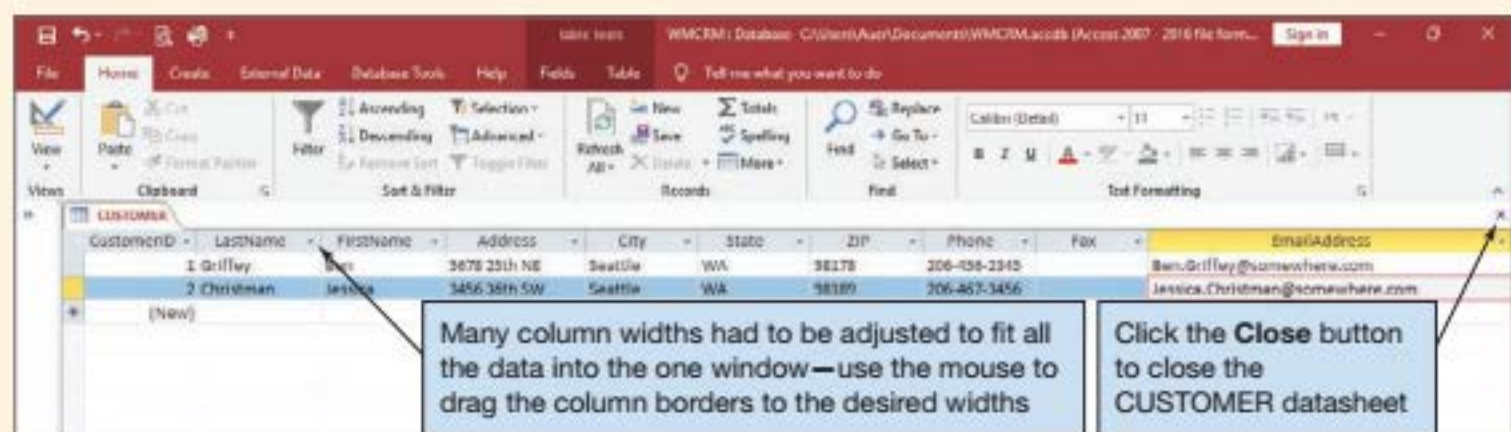 table tools WMCRM : Database- C:\Users\Auer\Documents\WMCRM.accdb (Access 2007 - 2016 file form... Sign in
File Home Create External Data Database Tools Help Fields Table Tell me what you want to do
Cut Ascending Selection New Totals Replace Calibri (Detail) 11
Copy Descending Advanced Save Spelling Go To
View Paste Format Painter Filter Remove Sort Toggle Filter Refresh All Delete More Find Select B I U A
Views Clipboard Sort & Filter Records Find Text Formatting
CUSTOMER
CustomerID LastName FirstName Address City State ZIP Phone Fax EmailAddress
1 Griffey Ben 5678 25th NE Seattle WA 98178 206-456-2345 Ben.Griffey@somewhere.com
2 Christman Jessica 3456 36th SW Seattle WA 98189 206-467-3456 Jessica.Christman@somewhere.com
(New)
Many column widths had to be adjusted to fit all
the data into the one window—use the mouse to
drag the column borders to the desired widths
Click the Close button
to close the
CUSTOMER datasheet